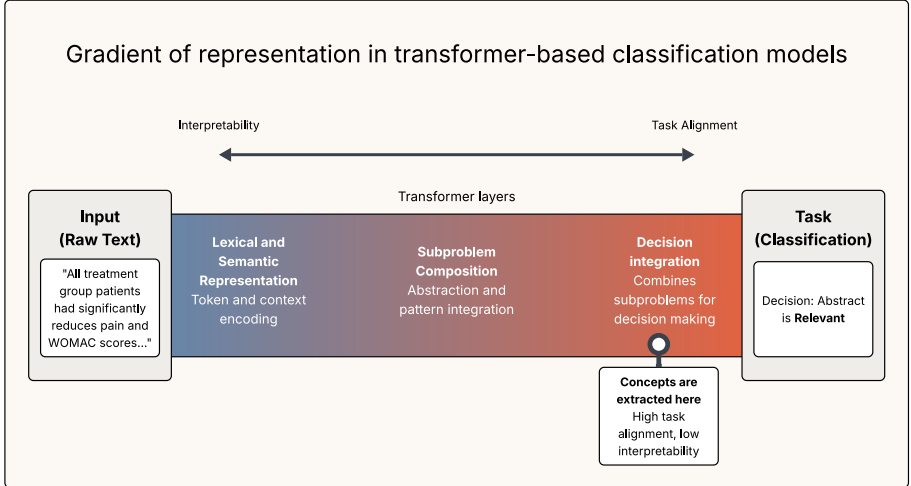 Gradient of representation in transformer-based classification models
Interpretability
Task Alignment
Transformer layers
Input
(Raw Text)
"All treatment
group patients
had significantly
reduces pain and
WOMAC scores..."
Lexical and
Semantic
Representation
Token and context
encoding
Subproblem
Composition
Abstraction and
pattern integration
Decision
integration
Combines
subproblems for
decision making
Concepts are
extracted here
High task
alignment, low
interpretability
Task
(Classification)
Decision: Abstract
is Relevant